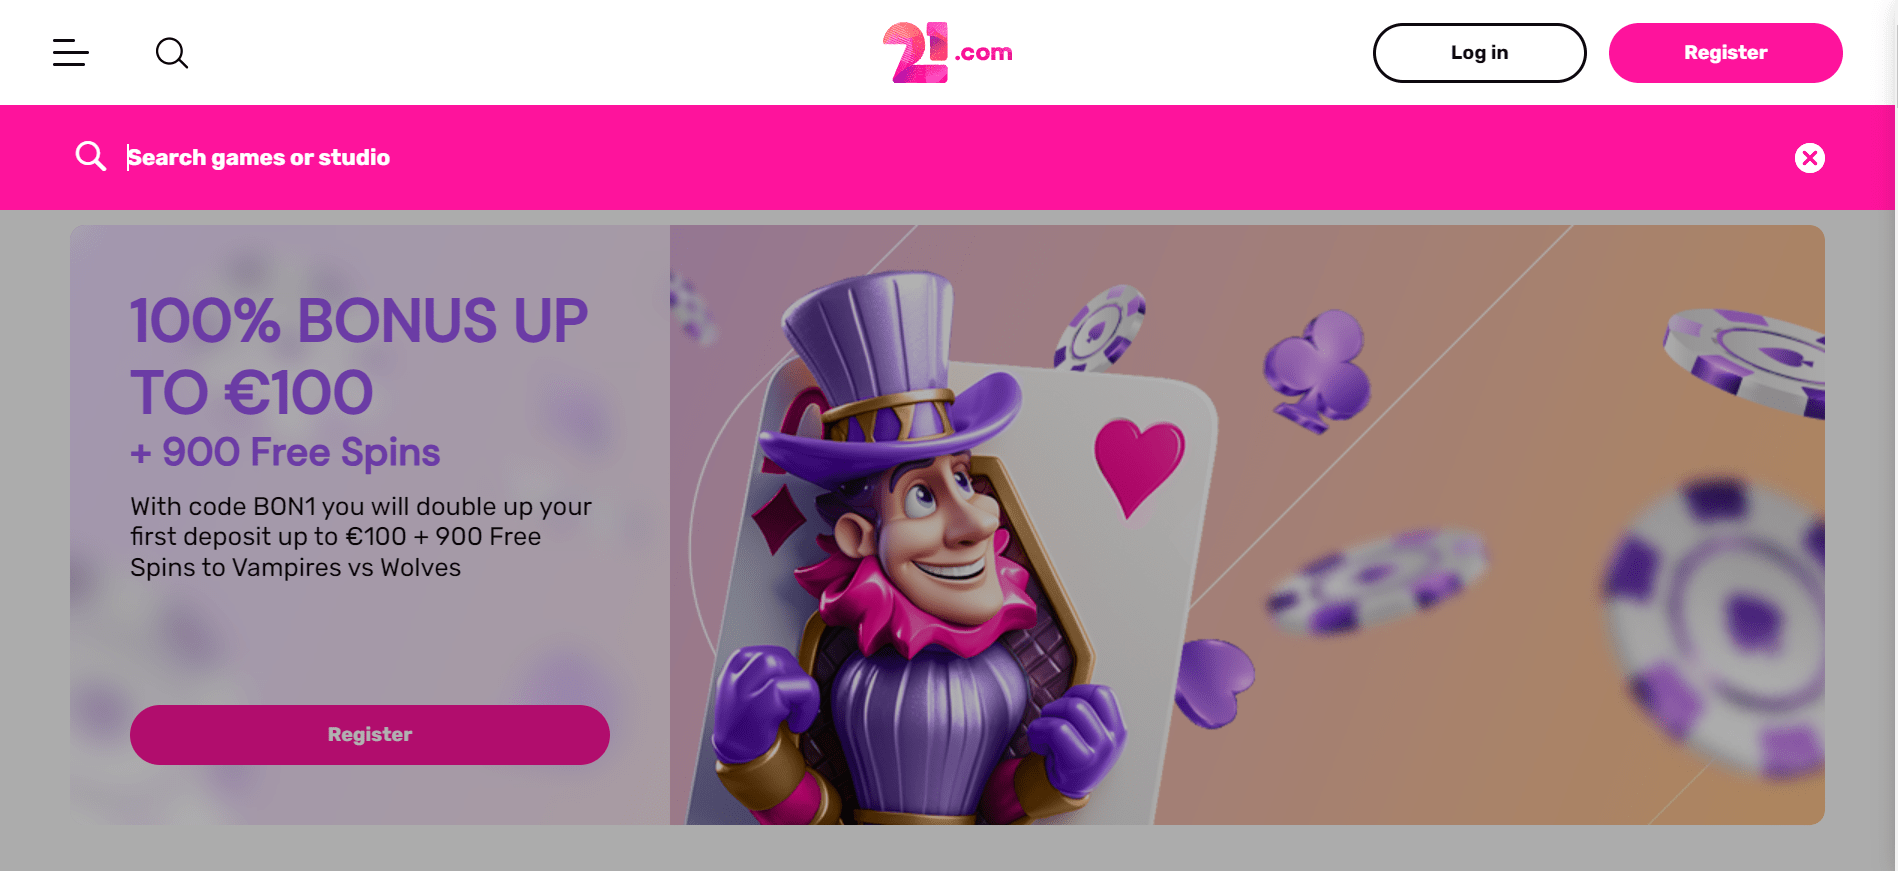 21.com
Log in
Register
Search games or studio
100% BONUS UP
TO €100
+ 900 Free Spins
With code BON1 you will double up your
first deposit up to €100 + 900 Free
Spins to Vampires vs Wolves
Register